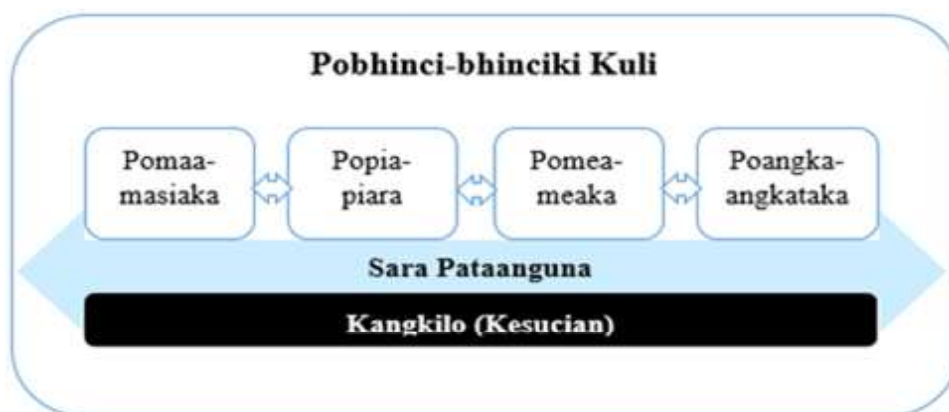 Pobhinci-bhinciki Kuli
Pomaa-
masiaka
Popia-
piara
Pomea-
meaka
Poangka-
angkataka
Sara Pataanguna
Kangkilo (Kesucian)